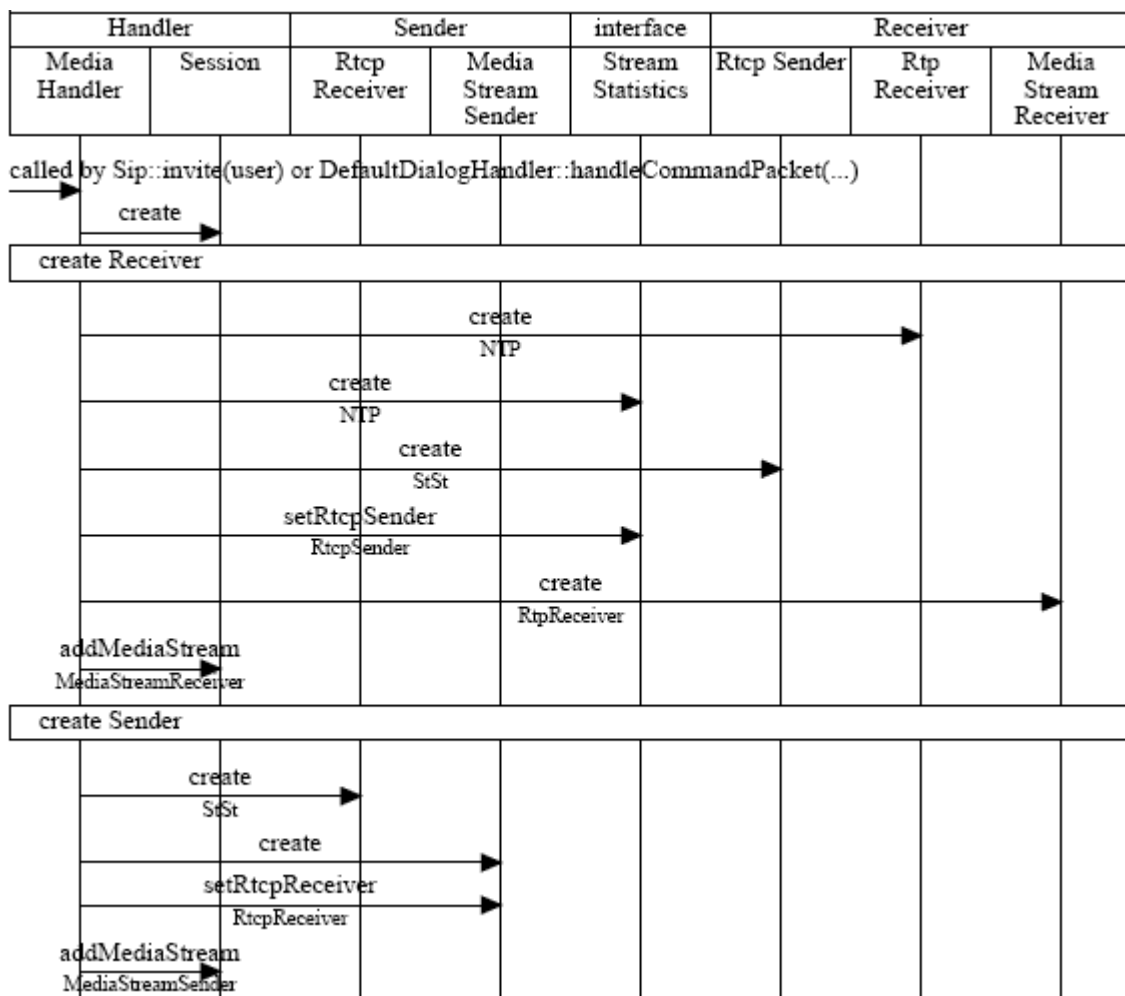 Handler Sender interface Receiver
Media Session Rtcp Media Stream Rtcp Sender Rtp Media
Handler Receiver Stream Statistics Receiver Stream
Sender Receiver
called by Sip::invite(user) or DefaultDialogHandler::handleCommandPacket(...)
create
create Receiver
create
NTP
create
NTP
create
StSt
setRtcpSender
RtcpSender
create
RtpReceiver
addMediaStream
MediaStreamReceiver
create Sender
create
StSt
create
setRtcpReceiver
RtcpReceiver
addMediaStream
MediaStreamSender